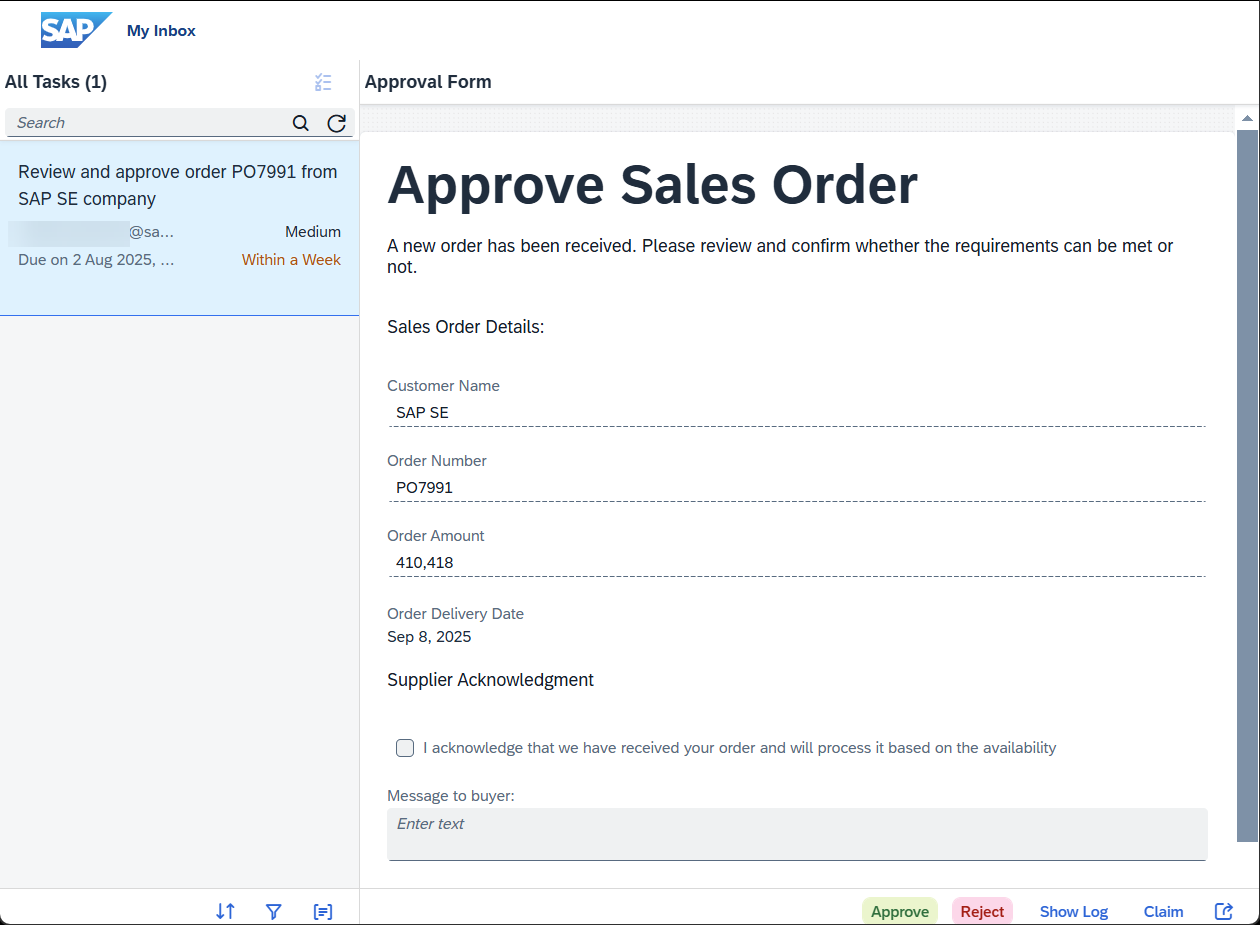 SAP My Inbox
All Tasks (1)
Search
Review and approve order PO7991 from
SAP SE company
@sa...
Medium
Due on 2 Aug 2025, ...
Within a Week
Approval Form
Approve Sales Order
A new order has been received. Please review and confirm whether the requirements can be met or
not.
Sales Order Details:
Customer Name
SAP SE
Order Number
PO7991
Order Amount
410,418
Order Delivery Date
Sep 8, 2025
Supplier Acknowledgment
I acknowledge that we have received your order and will process it based on the availability
Message to buyer:
Enter text
Approve Reject Show Log Claim